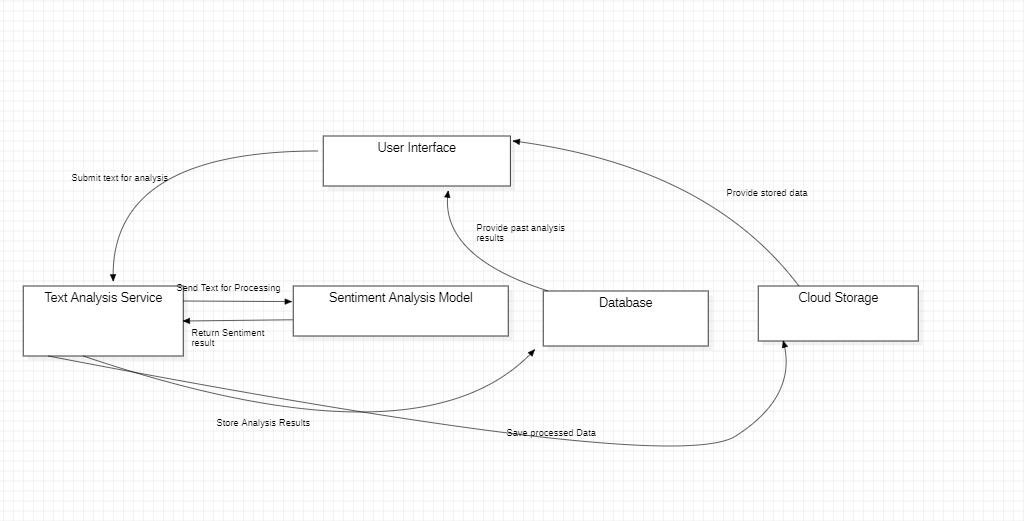 User Interface
Submit text for analysis
Provide stored data
Provide past analysis
results
Send Text for Processing
Text Analysis Service
Sentiment Analysis Model
Database
Cloud Storage
Return Sentiment
result
Store Analysis Results
Save processed Data